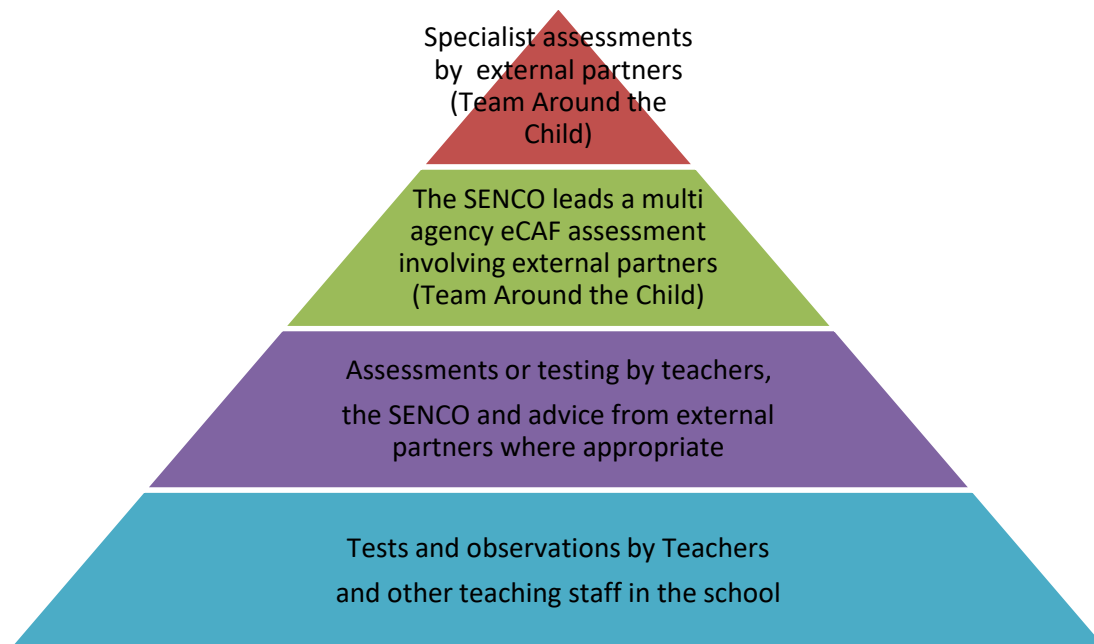 Specialist assessments
by  external partners
(Team Around the
Child)
The SENCO leads a multi
agency eCAF assessment
involving external partners
(Team Around the Child)
Assessments or testing by teachers,
the SENCO and advice from external
partners where appropriate
Tests and observations by Teachers
and other teaching staff in the school